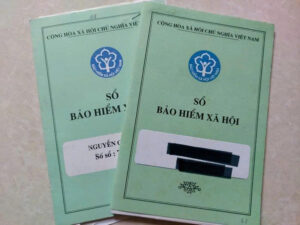 CỘNG HÒA XÃ HỘI CHỦ NGHĨA VIỆT
SỔ
BẢO HIỂM
NGUYỄN
Số sổ :
CỘNG HÒA XÃ HỘI CHỦ NGHĨA VIỆT NAM
SỔ
BẢO HIỂM XÃ HỘI